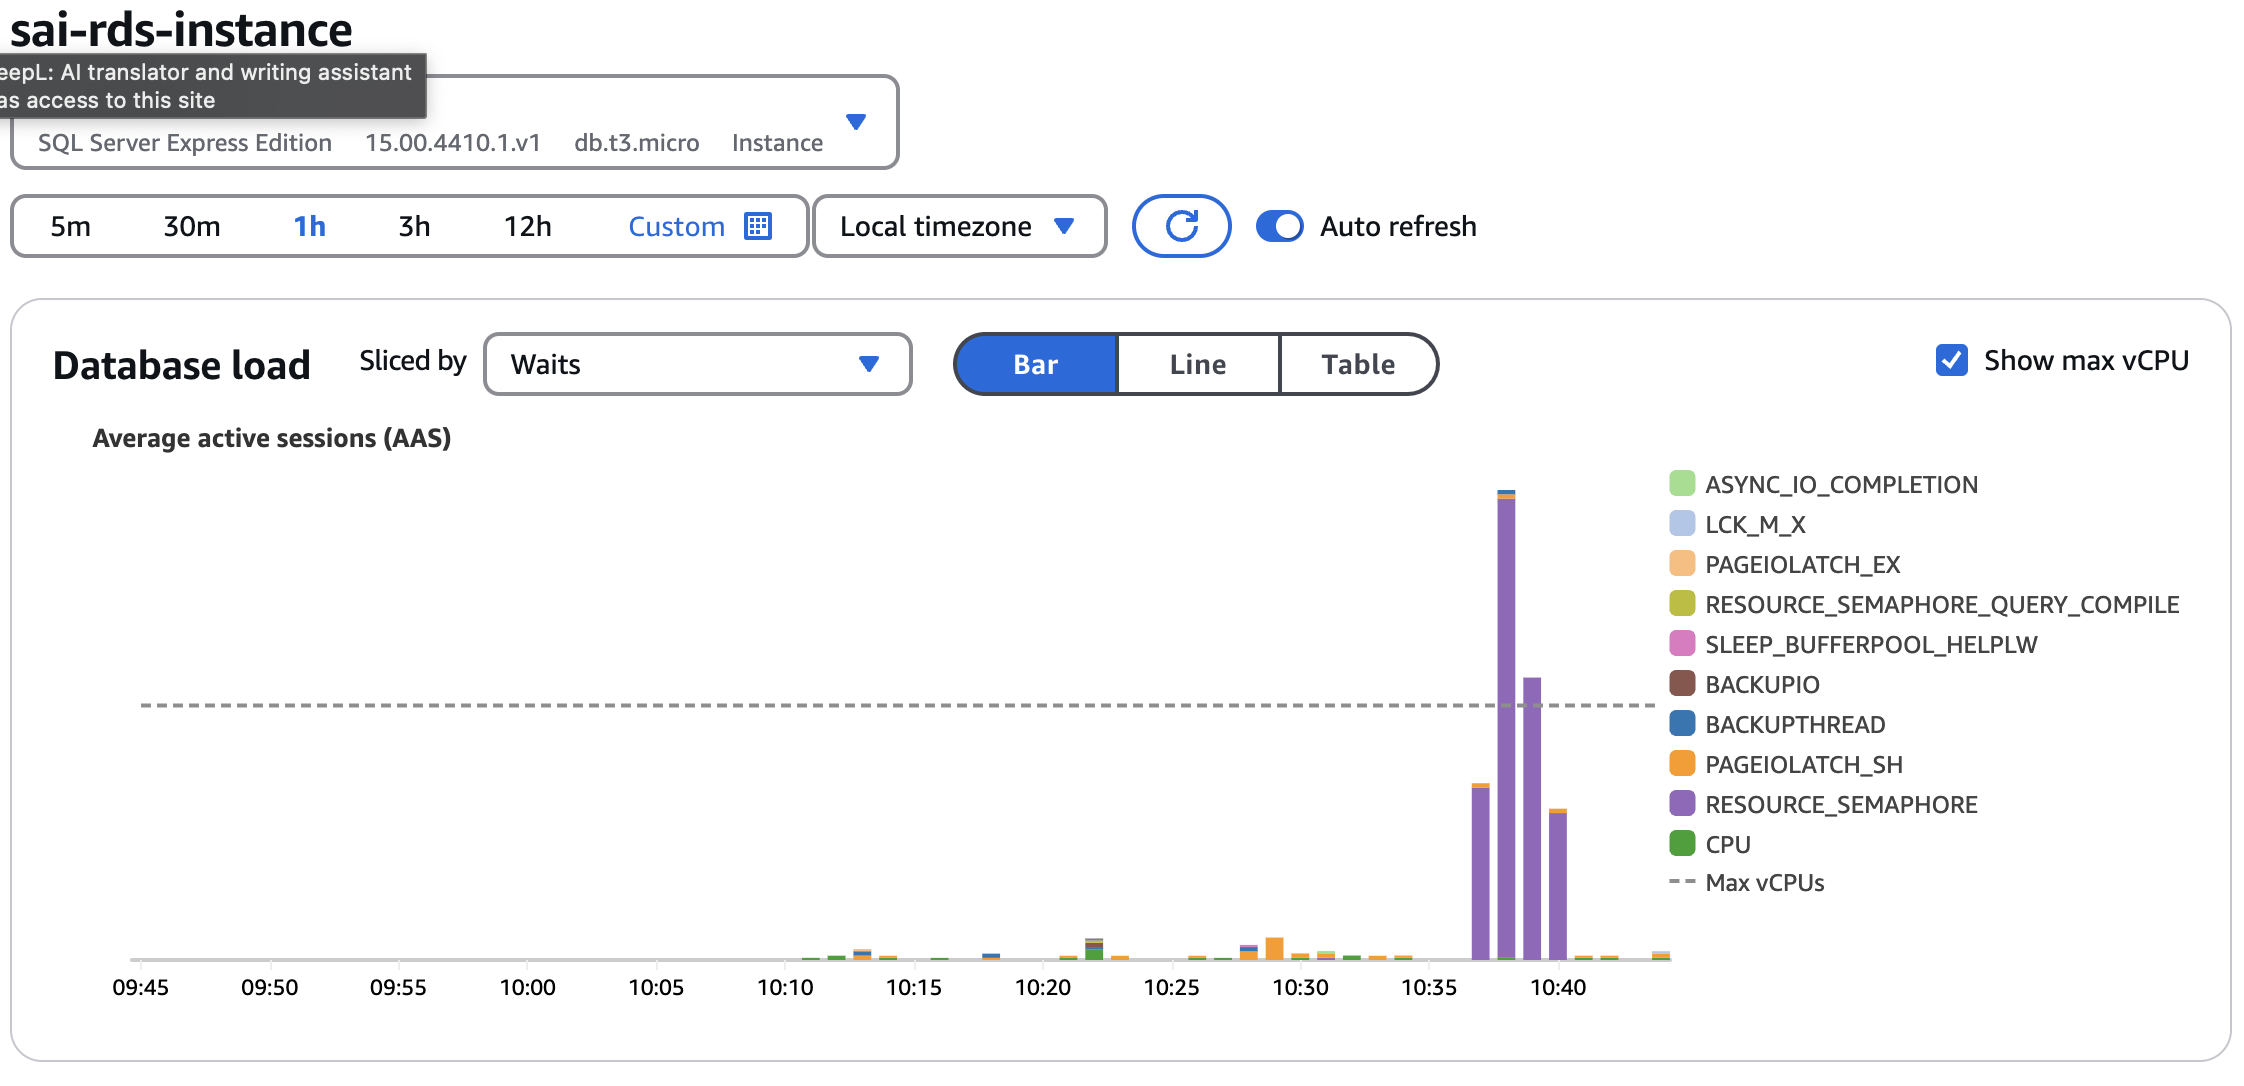 sai-rds-instance
eepL: AI translator and writing assistant
as access to this site
SQL Server Express Edition 15.00.4410.1.v1 db.t3.micro Instance
5m 30m 1h 3h 12h Custom Local timezone Auto refresh
Database load Sliced by Waits Bar Line Table Show max vCPU
Average active sessions (AAS)
ASYNC_IO_COMPLETION
LCK_M_X
PAGEIOLATCH_EX
RESOURCE_SEMAPHORE_QUERY_COMPILE
SLEEP_BUFFERPOOL_HELPLW
BACKUPIO
BACKUPTHREAD
PAGEIOLATCH_SH
RESOURCE_SEMAPHORE
CPU
Max vCPUs
09:45 09:50 09:55 10:00 10:05 10:10 10:15 10:20 10:25 10:30 10:35 10:40